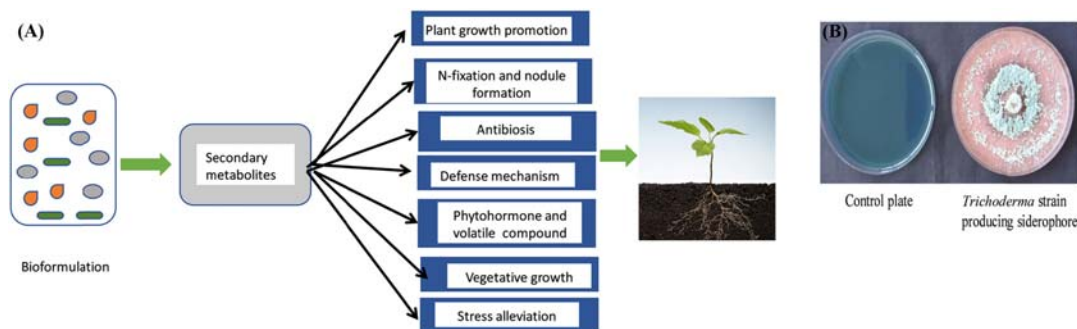 (A)
Bioformulation
Secondary
metabolites
Plant growth promotion
N-fixation and nodule
formation
Antibiosis
Defense mechanism
Phytohormone and
volatile compound
Vegetative growth
Stress alleviation
(B)
Control plate
Trichoderma strain
producing siderophore